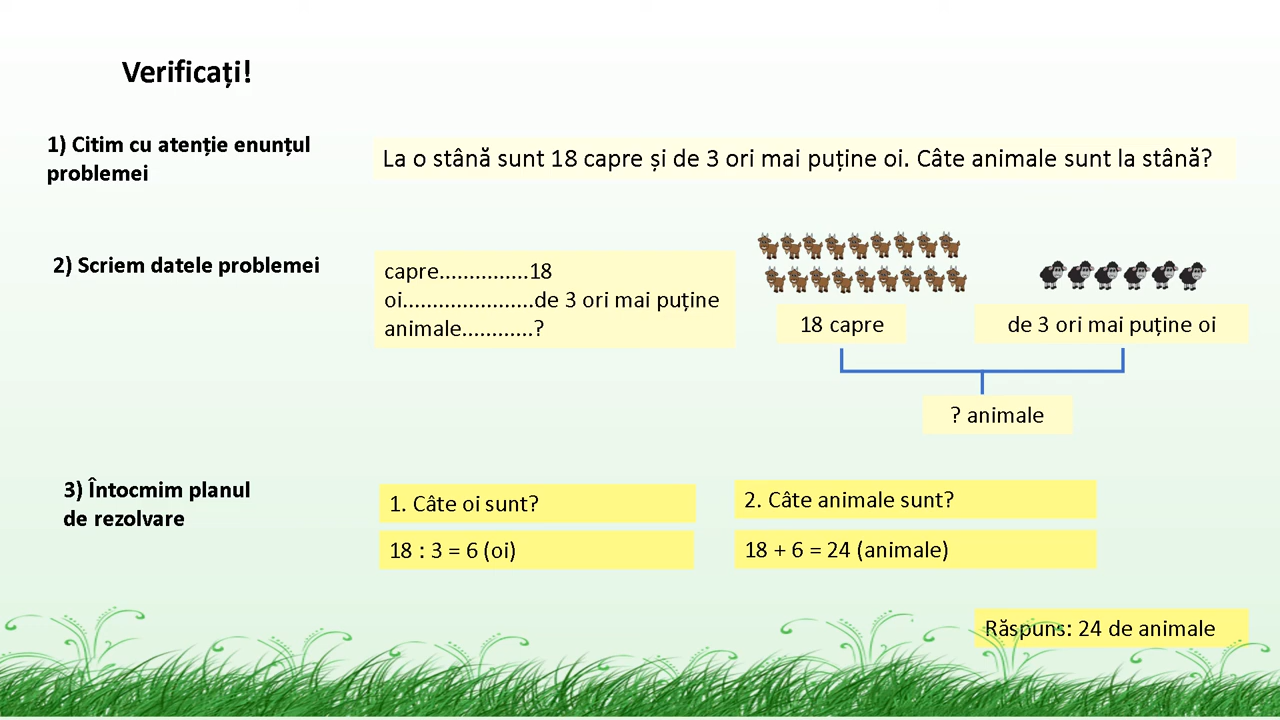 Verificați!
1) Citim cu atenție enunțul
problemei
La o stână sunt 18 capre și de 3 ori mai puține oi. Câte animale sunt la stână?
2) Scriem datele problemei
capre...............18
oi......................de 3 ori mai puține
animale............?
18 capre
de 3 ori mai puține oi
? animale
3) Întocmim planul
de rezolvare
1. Câte oi sunt?
18 : 3 = 6 (oi)
2. Câte animale sunt?
18 + 6 = 24 (animale)
Răspuns: 24 de animale